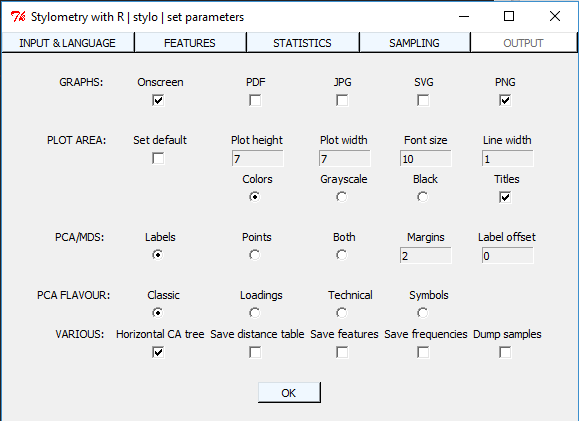 Stylometry with R | stylo | set parameters
INPUT & LANGUAGE FEATURES STATISTICS SAMPLING OUTPUT
GRAPHS: Onscreen PDF JPG SVG PNG
PLOT AREA: Set default Plot height Plot width Font size Line width
7 7 10 1
Colors Grayscale Black Titles
PCA/MDS: Labels Points Both Margins Label offset
2 0
PCA FLAVOUR: Classic Loadings Technical Symbols
VARIOUS: Horizontal CA tree Save distance table Save features Save frequencies Dump samples
OK